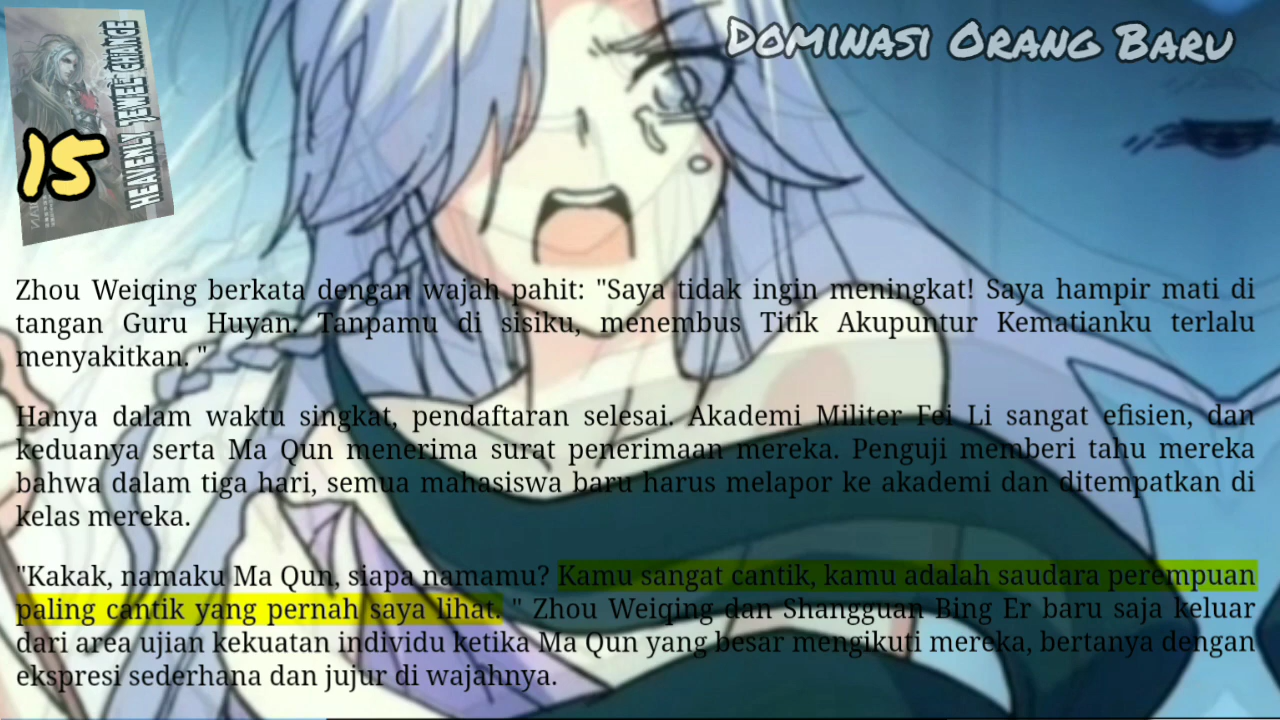 Dominasi Orang Baru
HEAVENLY JEWEL CHANGE
15
Zhou Weiqing berkata dengan wajah pahit: "Saya tidak ingin meningkat! Saya hampir mati di
tangan Guru Huyan. Tanpamu di sisiku, menembus Titik Akupuntur Kematianku terlalu
menyakitkan. "
Hanya dalam waktu singkat, pendaftaran selesai. Akademi Militer Fei Li sangat efisien, dan
keduanya serta Ma Qun menerima surat penerimaan mereka. Penguji memberi tahu mereka
bahwa dalam tiga hari, semua mahasiswa baru harus melapor ke akademi dan ditempatkan di
kelas mereka.
"Kakak, namaku Ma Qun, siapa namamu? Kamu sangat cantik, kamu adalah saudara perempuan
paling cantik yang pernah saya lihat. " Zhou Weiqing dan Shangguan Bing Er baru saja keluar
dari area ujian kekuatan individu ketika Ma Qun yang besar mengikuti mereka, bertanya dengan
ekspresi sederhana dan jujur di wajahnya.